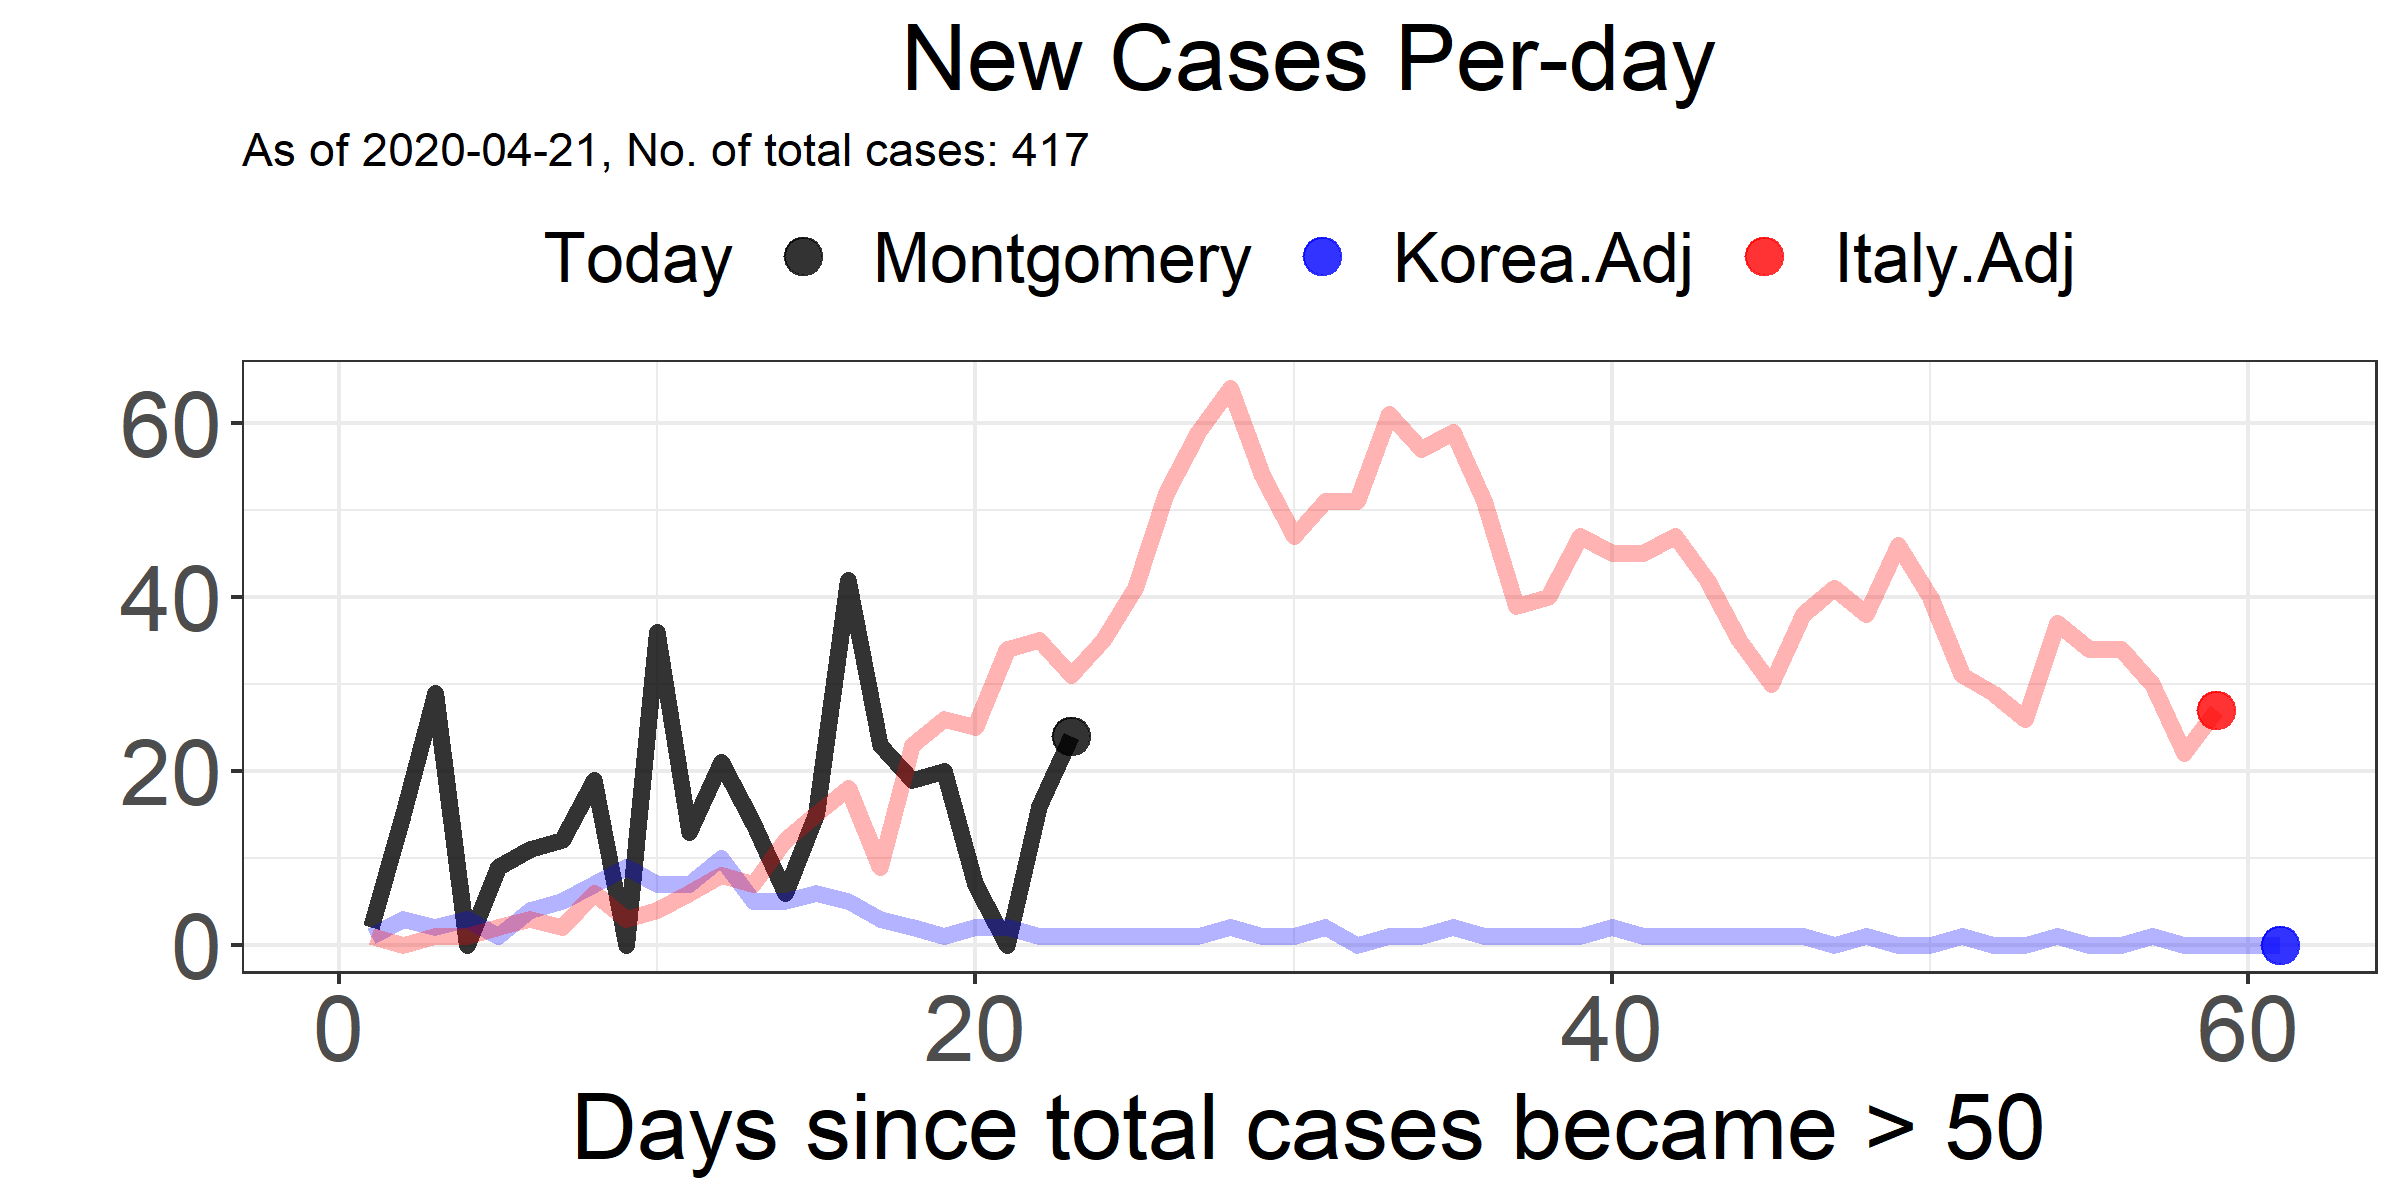 New Cases Per-day
As of 2020-04-21, No. of total cases: 417
Today Montgomery Korea.Adj Italy.Adj
60
40
20
0
0 20 40 60
Days since total cases became > 50